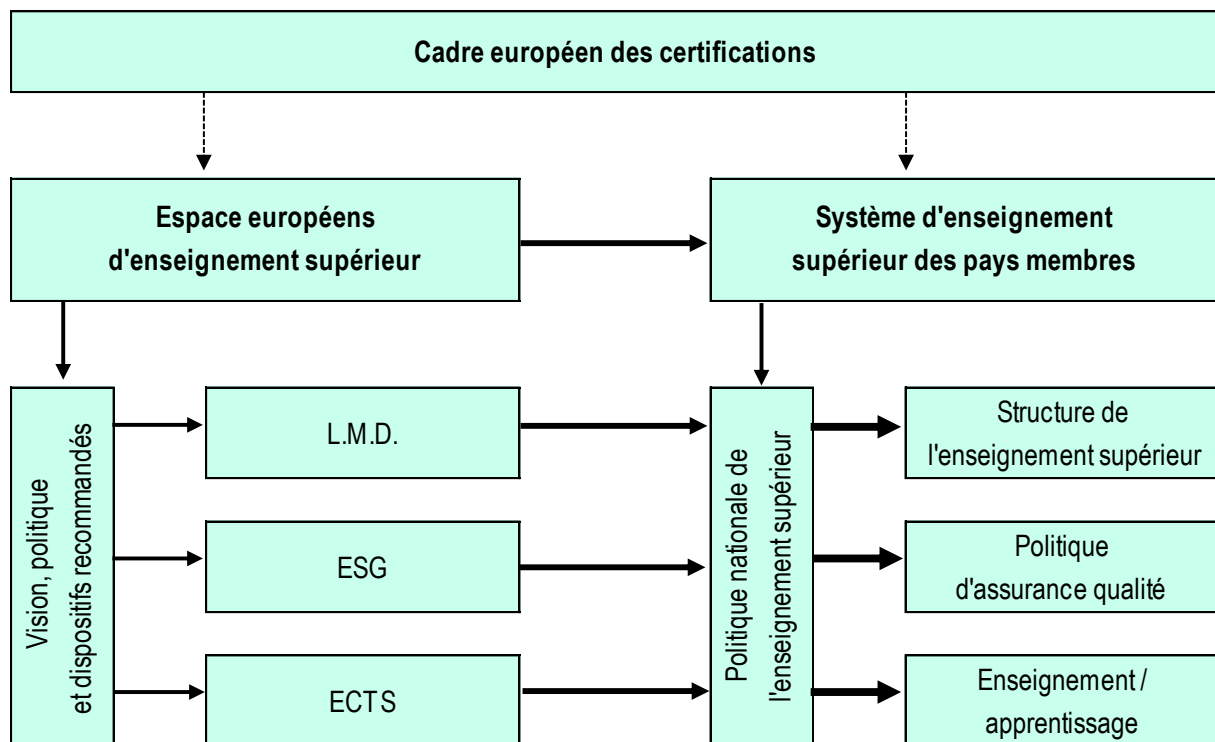 Cadre européen des certifications
Espace européens
d'enseignement supérieur
Système d'enseignement
supérieur des pays membres
Vision, politique
et dispositifs recommandés
L.M.D.
ESG
ECTS
Politique nationale de
l'enseignement supérieur
Structure de
l'enseignement supérieur
Politique
d'assurance qualité
Enseignement /
apprentissage